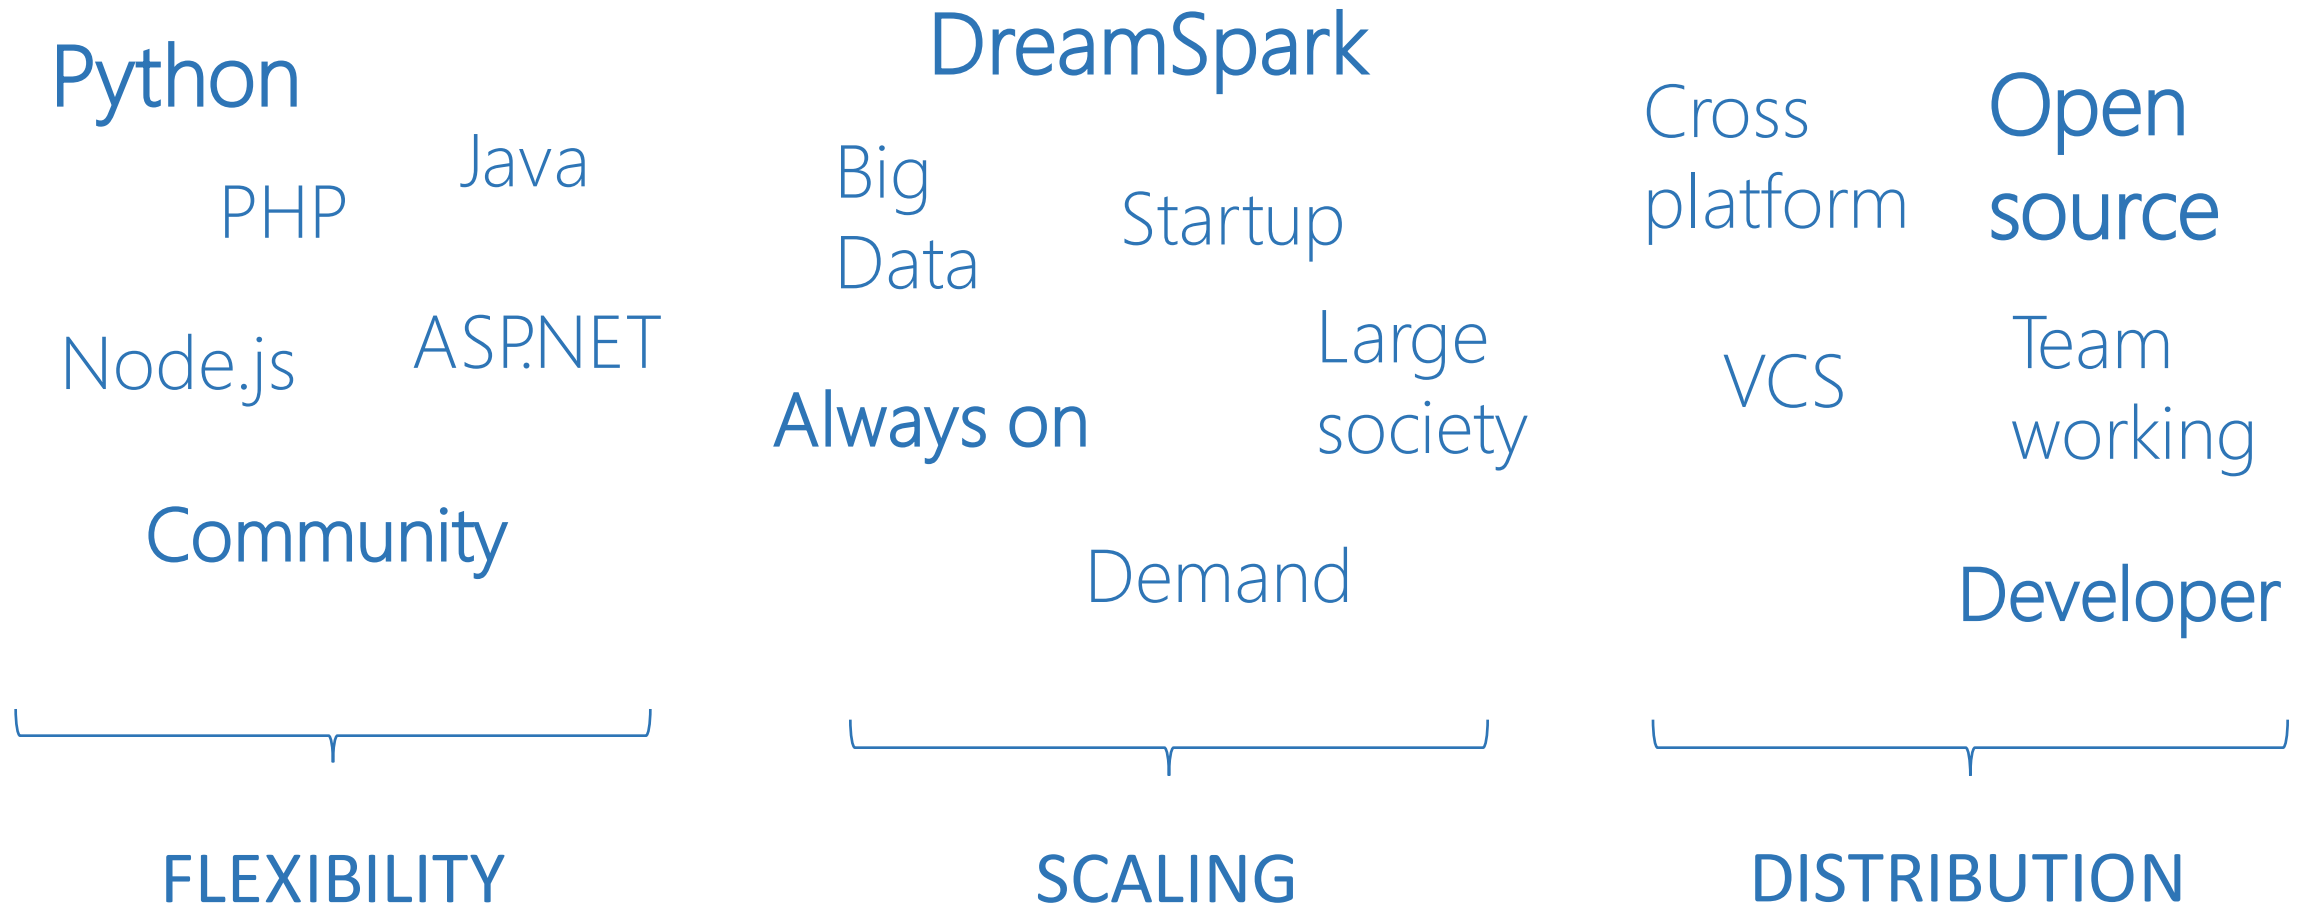 Python
Java
PHP
Node.js
ASP.NET
Community
FLEXIBILITY
DreamSpark
Big
Data
Startup
Large
society
Always on
Demand
SCALING
Cross
platform
Open
source
VCS
Team
working
Developer
DISTRIBUTION